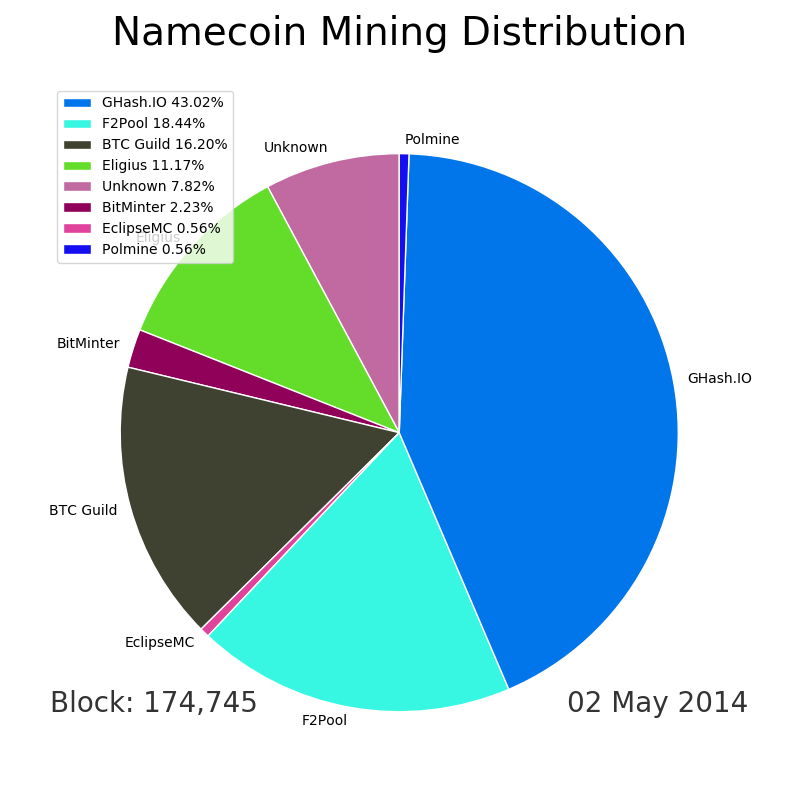 Namecoin Mining Distribution
GHash.IO 43.02%
F2Pool 18.44%
BTC Guild 16.20%
Eligius 11.17%
Unknown 7.82%
BitMinter 2.23%
EclipseMC 0.56%
Polmine 0.56%
Polmine
Unknown
Eligius
BitMinter
GHash.IO
BTC Guild
EclipseMC
F2Pool
Block: 174,745
02 May 2014